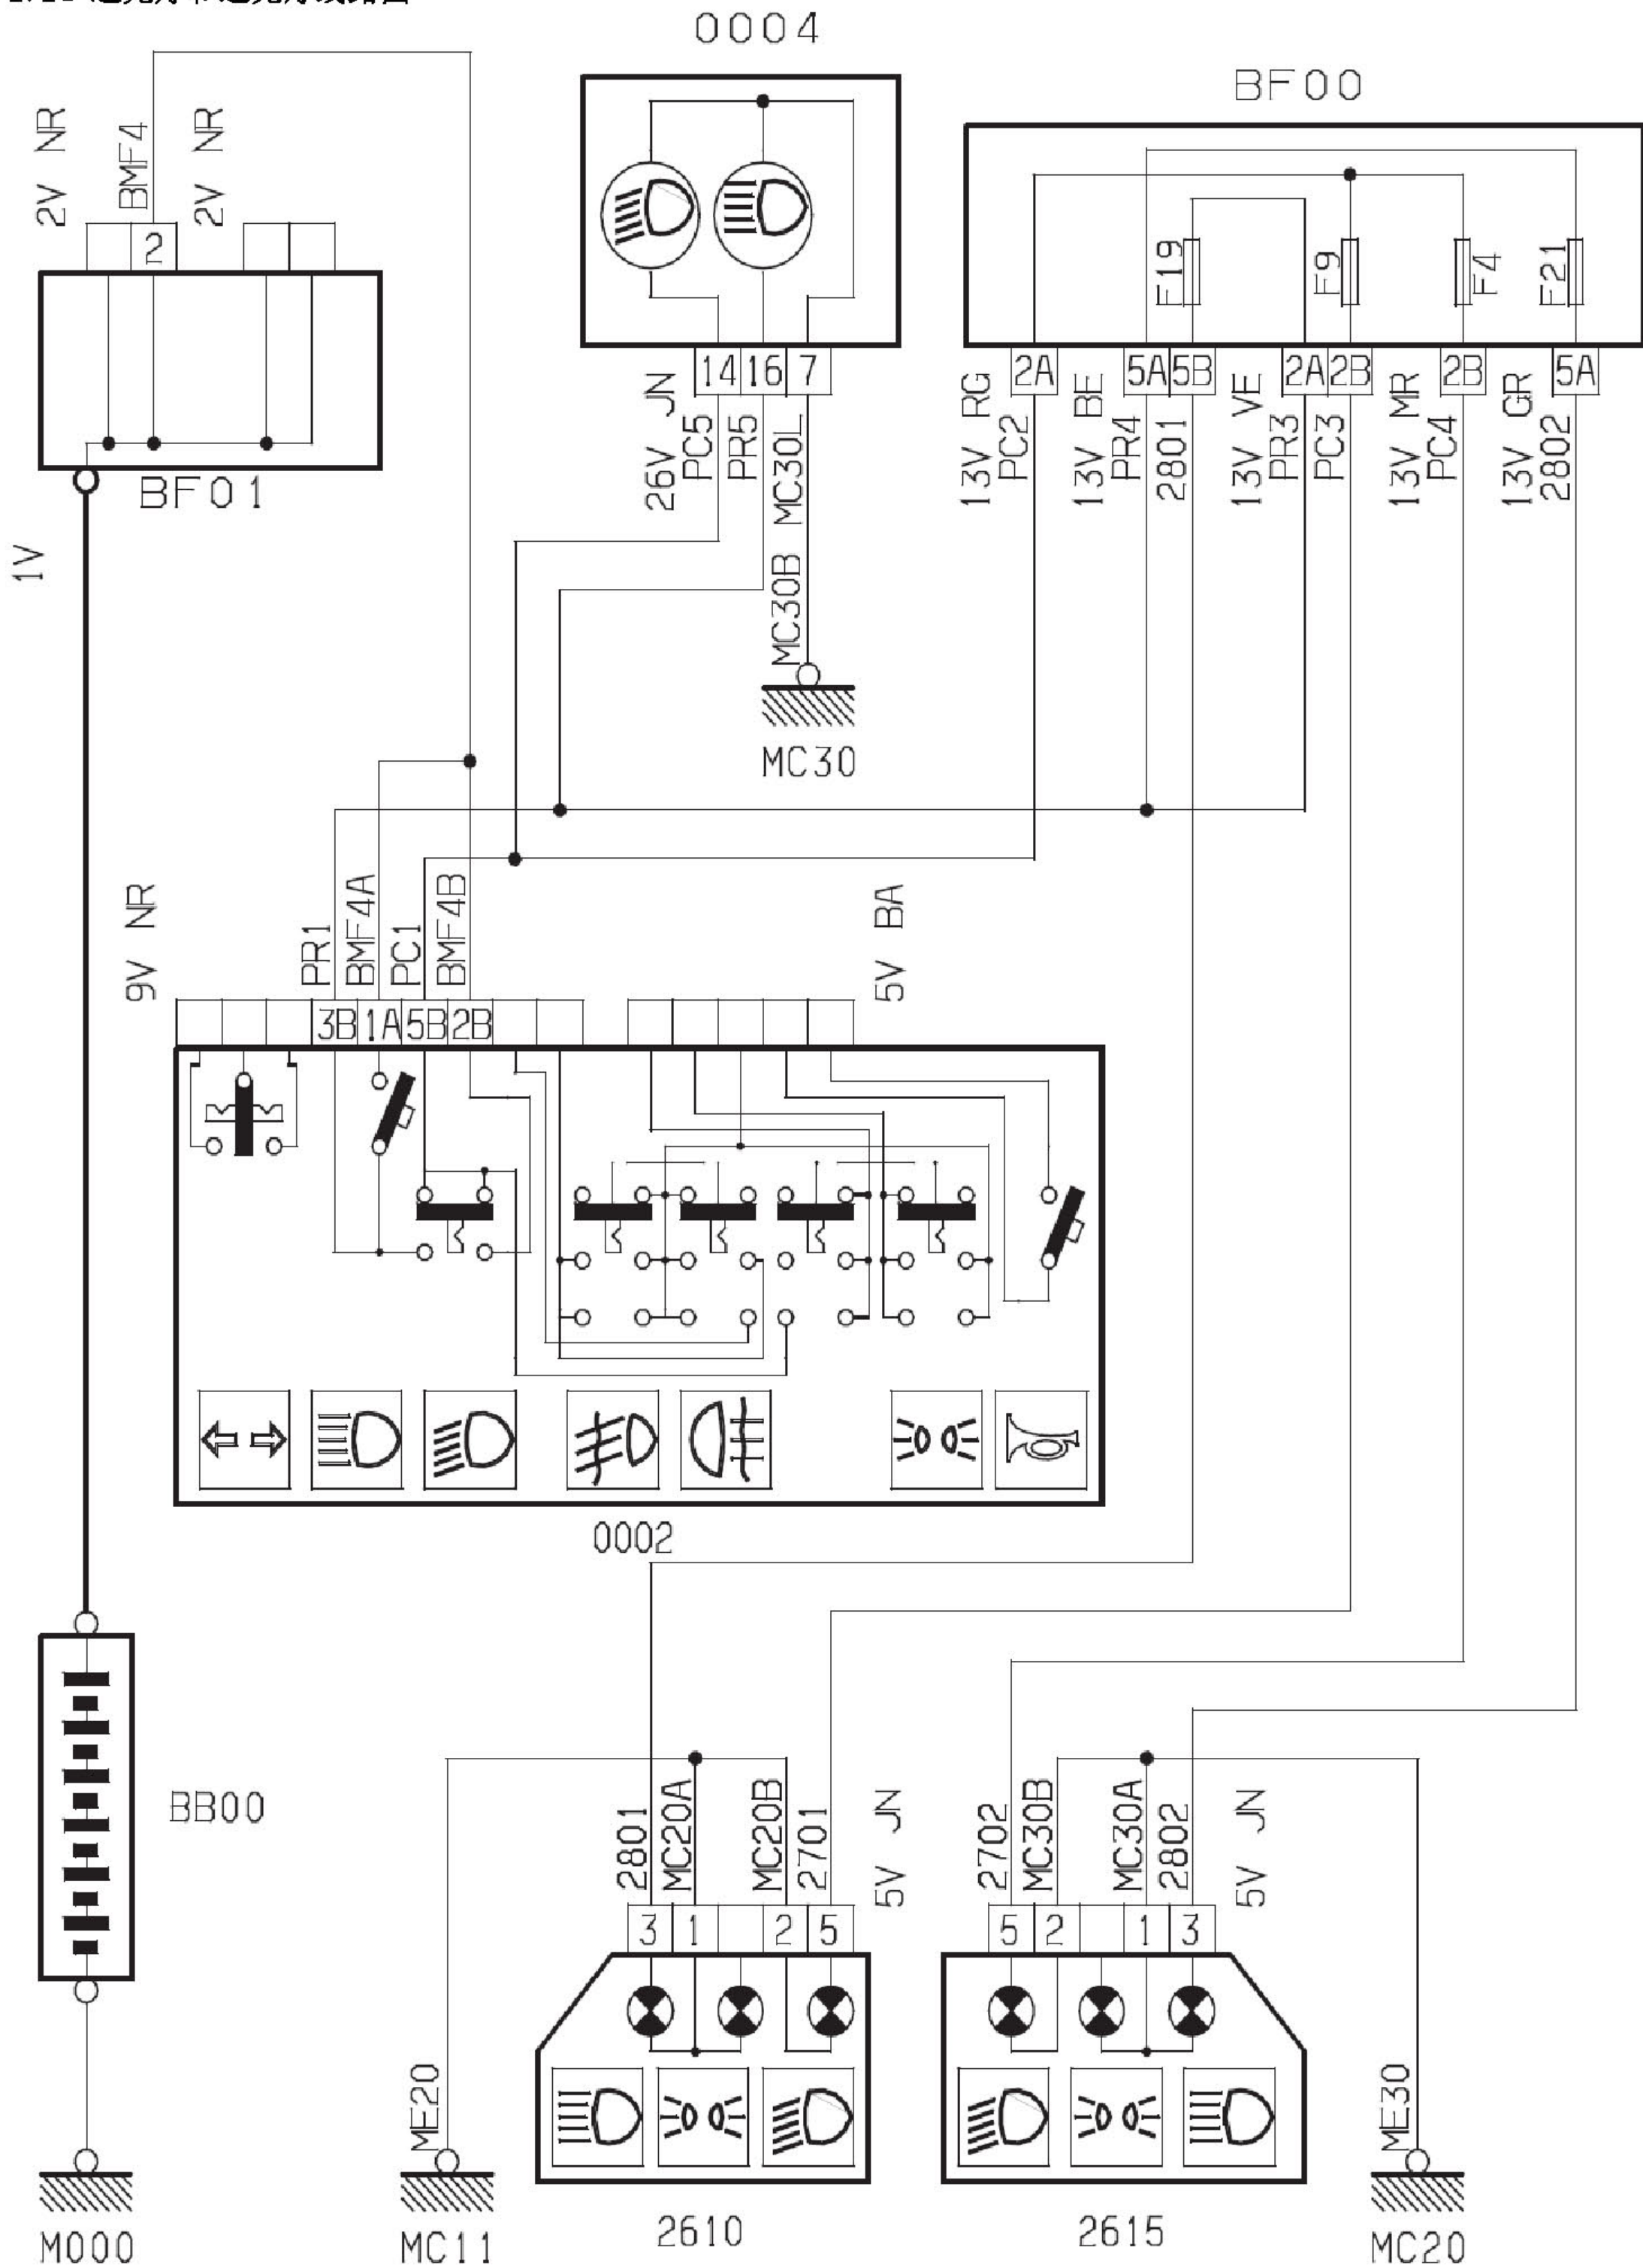 0004
BF00
2V NR
BMF4
2V NR
2
BF01
1V
F19
F9
F4
F21
14
16
7
26V JN
PC5
PR5
MC30L
MC30B
MC30
2A
5A
5B
2A
2B
2B
5A
13V RG
PC2
13V BE
PR4
2801
13V VE
PR3
PC3
13V MR
PC4
13V GR
2802
9V NR
PR1
BMF4A
PC1
BMF4B
5V BA
3B
1A
5B
2B
0002
BB00
2801
MC20A
MC20B
2701
5V JN
2702
MC30B
MC30A
2802
5V JN
3
1
2
5
5
2
1
3
ME20
ME30
M000
MC11
2610
2615
MC20